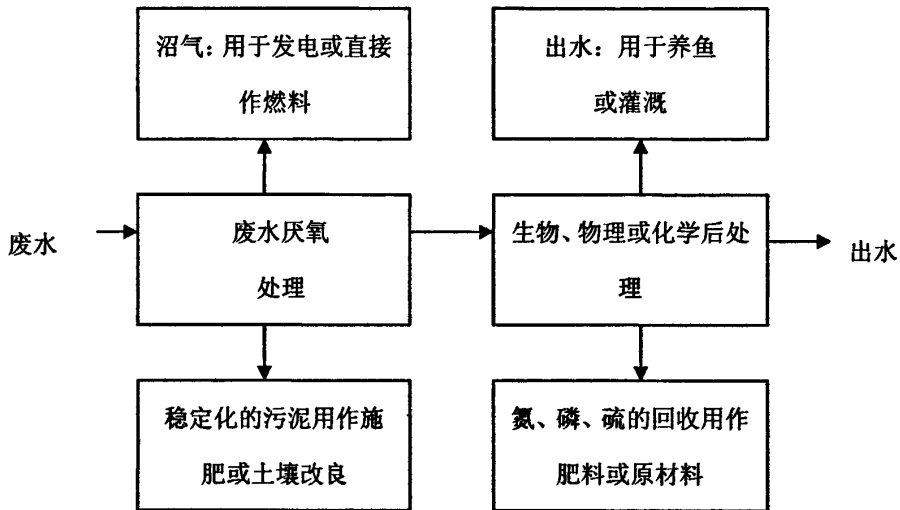 沼气：用于发电或直接
作燃料
出水：用于养鱼
或灌溉
废水
废水厌氧
处理
生物、物理或化学后处
理
出水
稳定化的污泥用作施
肥或土壤改良
氮、磷、硫的回收用作
肥料或原材料